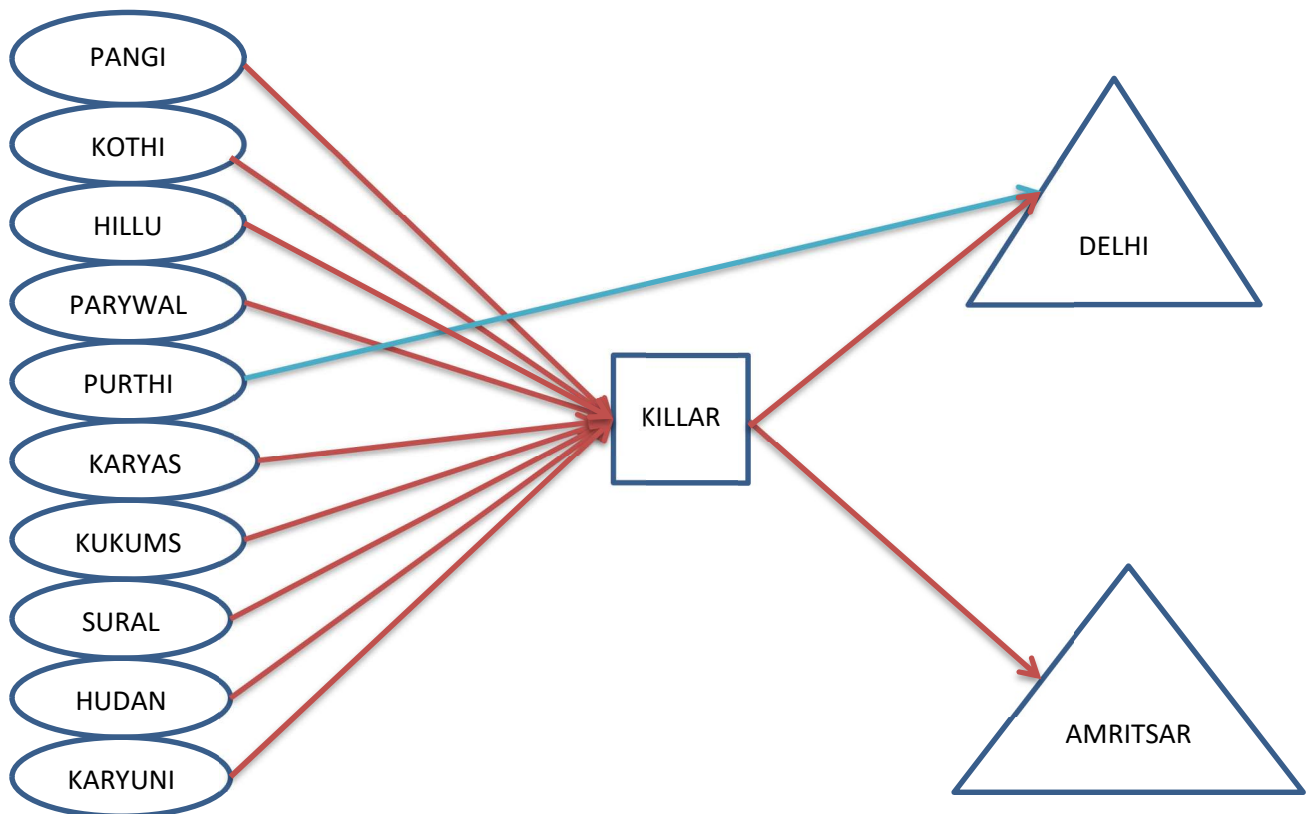 PANGI
KOTHI
HILLU
PARYWAL
PURTHI
KARYAS
KUKUMS
SURAL
HUDAN
KARYUNI
KILLAR
DELHI
AMRITSAR